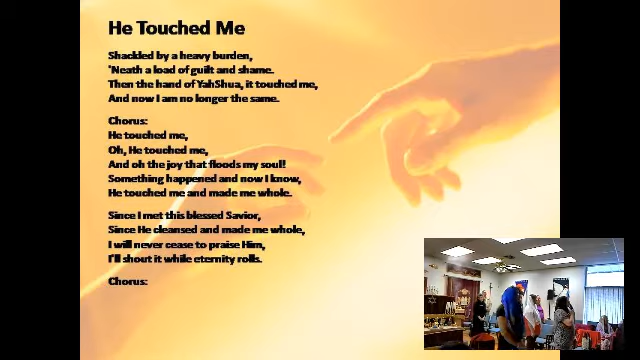 He Touched Me
Shackled by a heavy burden,
'Neath a load of guilt and shame.
Then the hand of YahShua, it touched me,
And now I am no longer the same.
Chorus:
He touched me,
Oh, He touched me,
And oh the joy that floods my soul!
Something happened and now I know,
He touched me and made me whole.
Since I met this blessed Savior,
Since He cleansed and made me whole,
I will never cease to praise Him,
I'll shout it while eternity rolls.
Chorus: